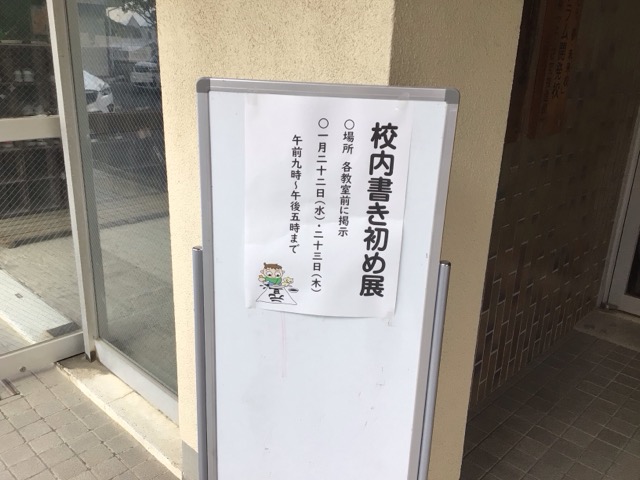 校内書き初め展
○場所 各教室前に掲示
○一月二十二日(水)・二十三日(木)
午前九時~午後五時まで